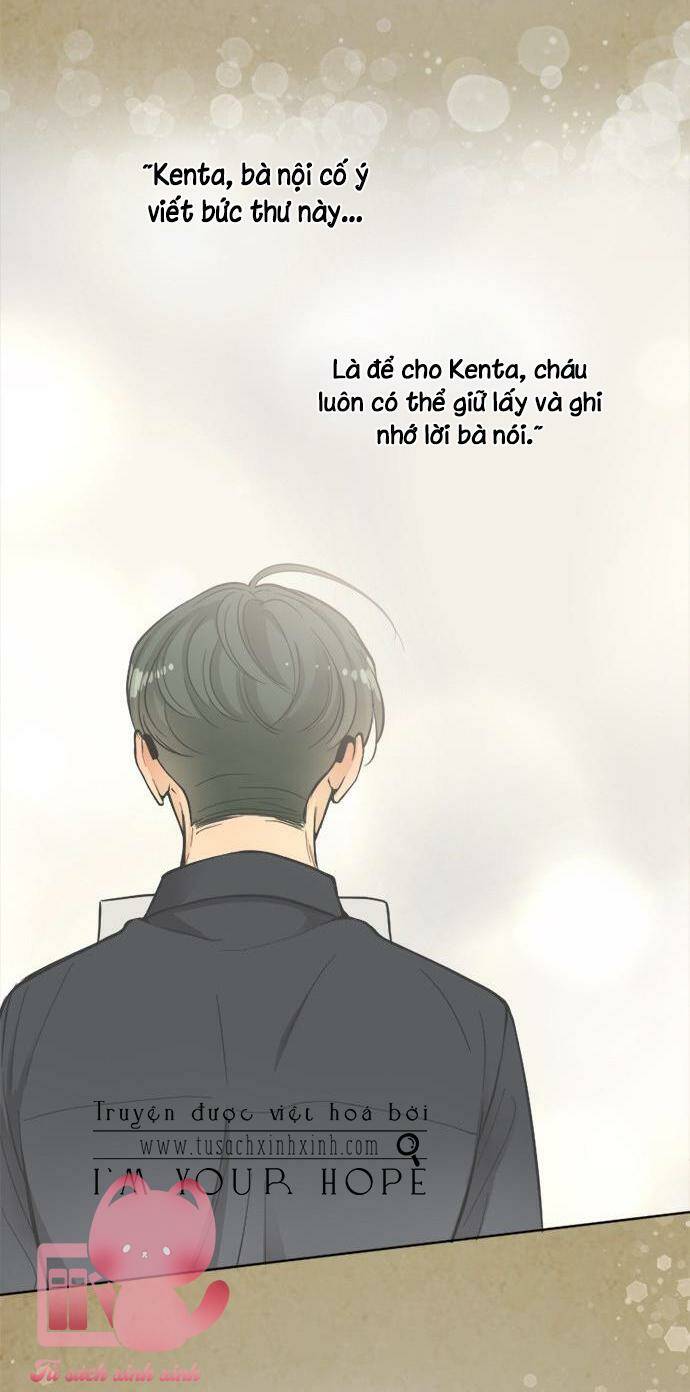 "Kenta, bà nội cố ý
viết bức thư này...
Là để cho Kenta, cháu
luôn có thể giữ lấy và ghi
nhớ lời bà nói."
Truyện được việt hoá bởi
www.tusachxinhxinh.com
I'M YOUR HOPE
Tủ sách xinh xinh